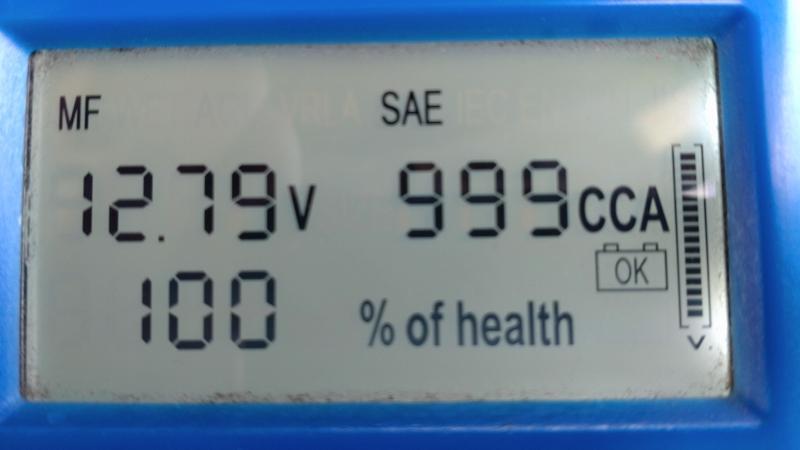 MF SAE
12.79 V 999 CCA
OK
100 % of health